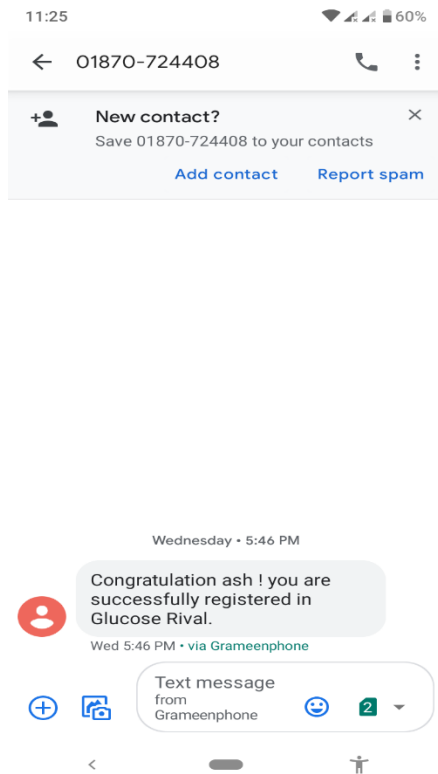 11:25
60%
01870-724408
New contact?
Save 01870-724408 to your contacts
Add contact Report spam
Wednesday • 5:46 PM
Congratulation ash ! you are
successfully registered in
Glucose Rival.
Wed 5:46 PM • via Grameenphone
Text message
from
Grameenphone
2